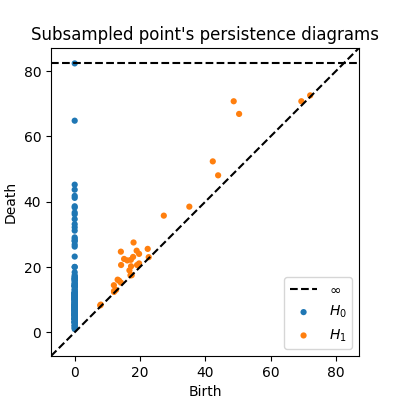 Subsampled point's persistence diagrams
80
60
40
20
0
Death
0 20 40 60 80
Birth
∞
H₀
H₁